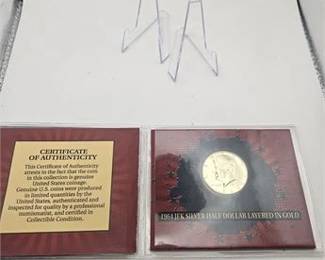 CERTIFICATE
OF AUTHENTICITY
This Certificate of Authenticity
attests in the fact that the coin
in this collection is genuine
United States coinage.
Genuine U.S. coins were produced
in limited quantities by the
United States, authenticated and
inspected for quality by a professional
numismatist, and certified in
Collectible Condition.
1964 JFK SILVER HALF DOLLAR LAYERED IN GOLD